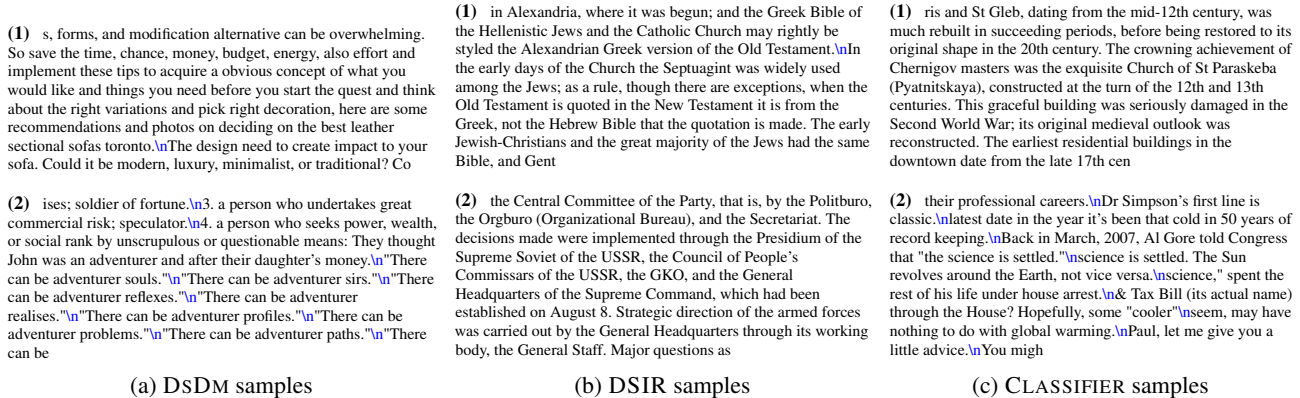 (1) s, forms, and modification alternative can be overwhelming.
So save the time, chance, money, budget, energy, also effort and
implement these tips to acquire a obvious concept of what you
would like and things you need before you start the quest and think
about the right variations and pick right decoration, here are some
recommendations and photos on deciding on the best leather
sectional sofas toronto.\nThe design need to create impact to your
sofa. Could it be modern, luxury, minimalist, or traditional? Co
(2) ises; soldier of fortune.\n3. a person who undertakes great
commercial risk; speculator.\n4. a person who seeks power, wealth,
or social rank by unscrupulous or questionable means: They thought
John was an adventurer and after their daughter's money.\n"There
can be adventurer souls."\n"There can be adventurer sirs."\n"There
can be adventurer reflexes."\n"There can be adventurer
realises."\n"There can be adventurer profiles."\n"There can be
adventurer problems."\n"There can be adventurer paths."\n"There
can be
(a) DSDM samples
(1) in Alexandria, where it was begun; and the Greek Bible of
the Hellenistic Jews and the Catholic Church may rightly be
styled the Alexandrian Greek version of the Old Testament.\nIn
the early days of the Church the Septuagint was widely used
among the Jews; as a rule, though there are exceptions, when the
Old Testament is quoted in the New Testament it is from the
Greek, not the Hebrew Bible that the quotation is made. The early
Jewish-Christians and the great majority of the Jews had the same
Bible, and Gent
(2) the Central Committee of the Party, that is, by the Politburo,
the Orgburo (Organizational Bureau), and the Secretariat. The
decisions made were implemented through the Presidium of the
Supreme Soviet of the USSR, the Council of People's
Commissars of the USSR, the GKO, and the General
Headquarters of the Supreme Command, which had been
established on August 8. Strategic direction of the armed forces
was carried out by the General Headquarters through its working
body, the General Staff. Major questions as
(b) DSIR samples
(1) ris and St Gleb, dating from the mid-12th century, was
much rebuilt in succeeding periods, before being restored to its
original shape in the 20th century. The crowning achievement of
Chernigov masters was the exquisite Church of St Paraskeba
(Pyatnitskaya), constructed at the turn of the 12th and 13th
centuries. This graceful building was seriously damaged in the
Second World War; its original medieval outlook was
reconstructed. The earliest residential buildings in the
downtown date from the late 17th cen
(2) their professional careers.\nDr Simpson's first line is
classic.\nlatest date in the year it's been that cold in 50 years of
record keeping.\nBack in March, 2007, Al Gore told Congress
that "the science is settled."\nscience is settled. The Sun
revolves around the Earth, not vice versa.\nscience," spent the
rest of his life under house arrest.\n& Tax Bill (its actual name)
through the House? Hopefully, some "cooler"\nseem, may have
nothing to do with global warming.\nPaul, let me give you a
little advice.\nYou migh
(c) CLASSIFIER samples